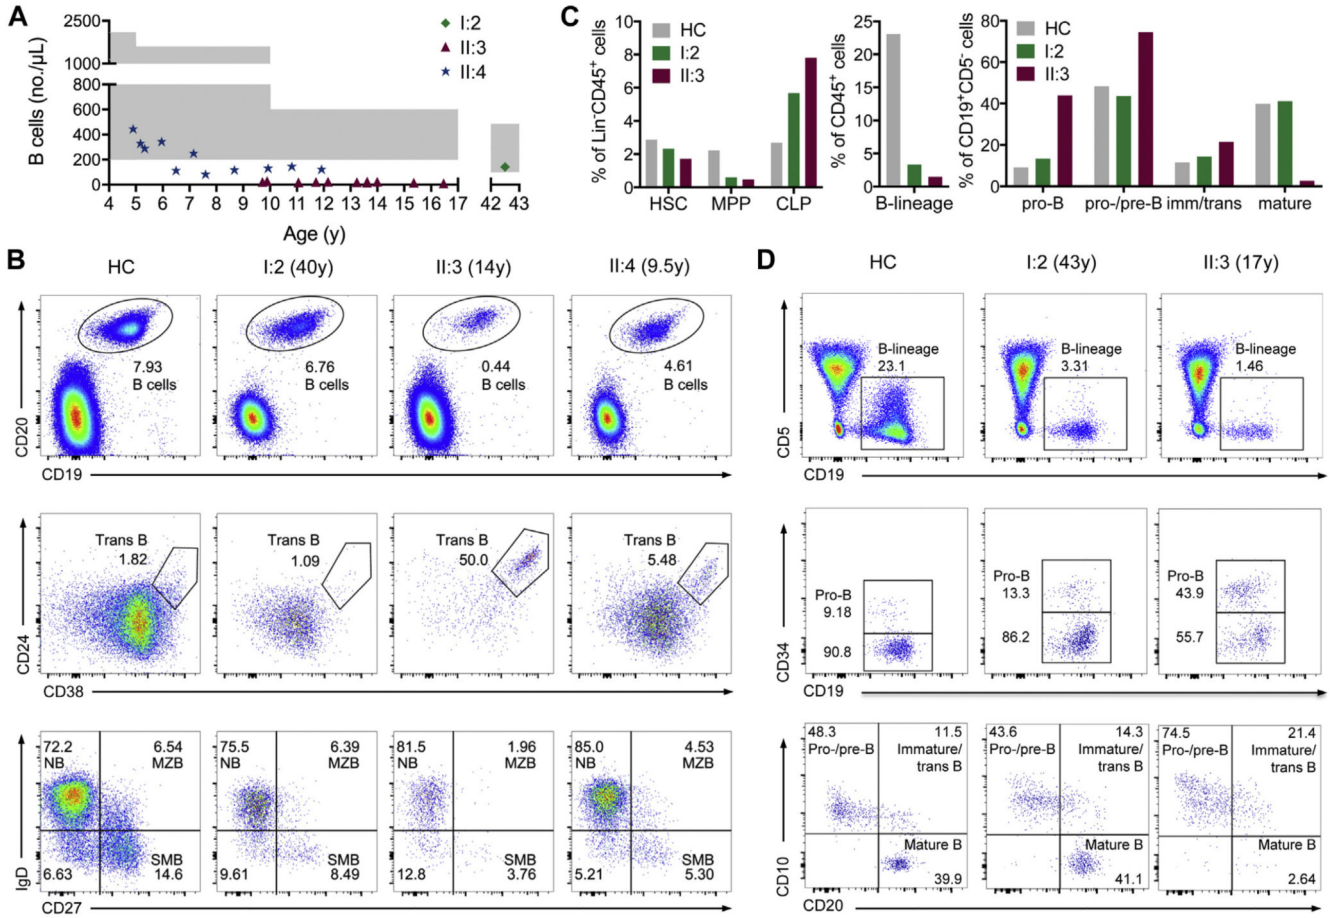 A
B cells (no./μL)
2500
1000
800
600
400
200
0
4 5 6 7 8 9 10 11 12 13 14 15 16 17 42 43
Age (y)
I:2
II:3
II:4
C
% of Lin⁻CD45⁺ cells
10
8
6
4
2
0
HC
I:2
II:3
HSC MPP CLP
% of CD45⁺ cells
25
20
15
10
5
0
B-lineage
% of CD19⁺CD5⁻ cells
80
60
40
20
0
HC
I:2
II:3
pro-B pro-/pre-B imm/trans mature
B
HC I:2 (40y) II:3 (14y) II:4 (9.5y)
7.93
B cells
6.76
B cells
0.44
B cells
4.61
B cells
CD20
CD19
Trans B
1.82
Trans B
1.09
Trans B
50.0
Trans B
5.48
CD24
CD38
72.2
NB
6.54
MZB
6.63
SMB
14.6
75.5
NB
6.39
MZB
9.61
SMB
8.49
81.5
NB
1.96
MZB
12.8
SMB
3.76
85.0
NB
4.53
MZB
5.21
SMB
5.30
IgD
CD27
D
HC I:2 (43y) II:3 (17y)
B-lineage
23.1
B-lineage
3.31
B-lineage
1.46
CD5
CD19
Pro-B
9.18
90.8
Pro-B
13.3
86.2
Pro-B
43.9
55.7
CD34
CD19
48.3
Pro-/pre-B
11.5
Immature/
trans B
Mature B
39.9
43.6
Pro-/pre-B
14.3
Immature/
trans B
Mature B
41.1
74.5
Pro-/pre-B
21.4
Immature/
trans B
Mature B
2.64
CD10
CD20